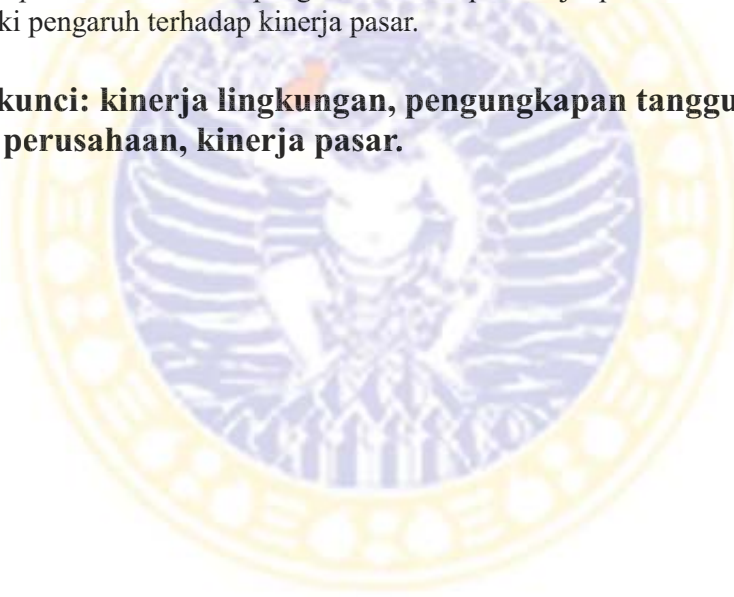 ki pengaruh terhadap kinerja pasar.
kunci: kinerja lingkungan, pengungkapan tanggu
perusahaan, kinerja pasar.